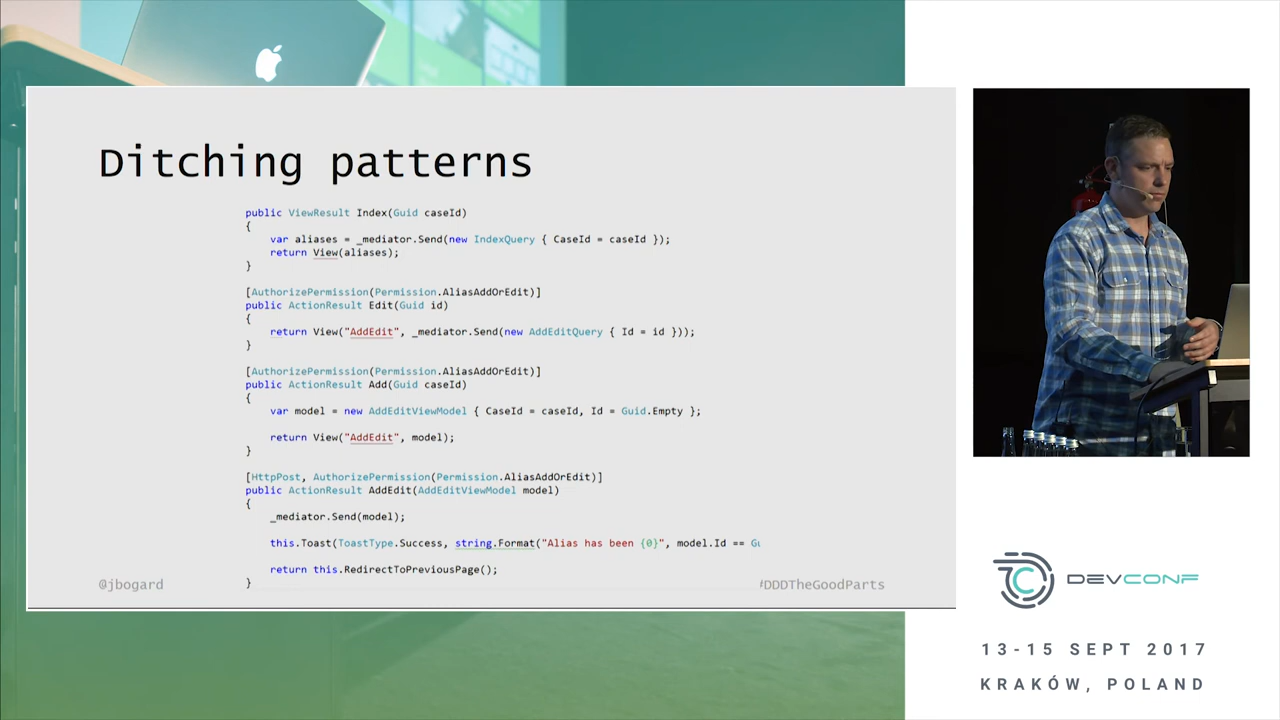 Ditching patterns
public ViewResult Index(Guid caseId)
{
var aliases = _mediator.Send(new IndexQuery { CaseId = caseId });
return View(aliases);
}
[AuthorizePermission(Permission.AliasAddOrEdit)]
public ActionResult Edit(Guid id)
{
return View("AddEdit", _mediator.Send(new AddEditQuery { Id = id }));
}
[AuthorizePermission(Permission.AliasAddOrEdit)]
public ActionResult Add(Guid caseId)
{
var model = new AddEditViewModel { CaseId = caseId, Id = Guid.Empty };
return View("AddEdit", model);
}
[HttpPost, AuthorizePermission(Permission.AliasAddOrEdit)]
public ActionResult AddEdit(AddEditViewModel model)
{
_mediator.Send(model);
this.Toast(ToastType.Success, string.Format("Alias has been {0}", model.Id == Gu
return this.RedirectToPreviousPage();
}
@jbogard
#DDDTheGoodParts
DEVCONF
13-15 SEPT 2017
KRAKÓW, POLAND